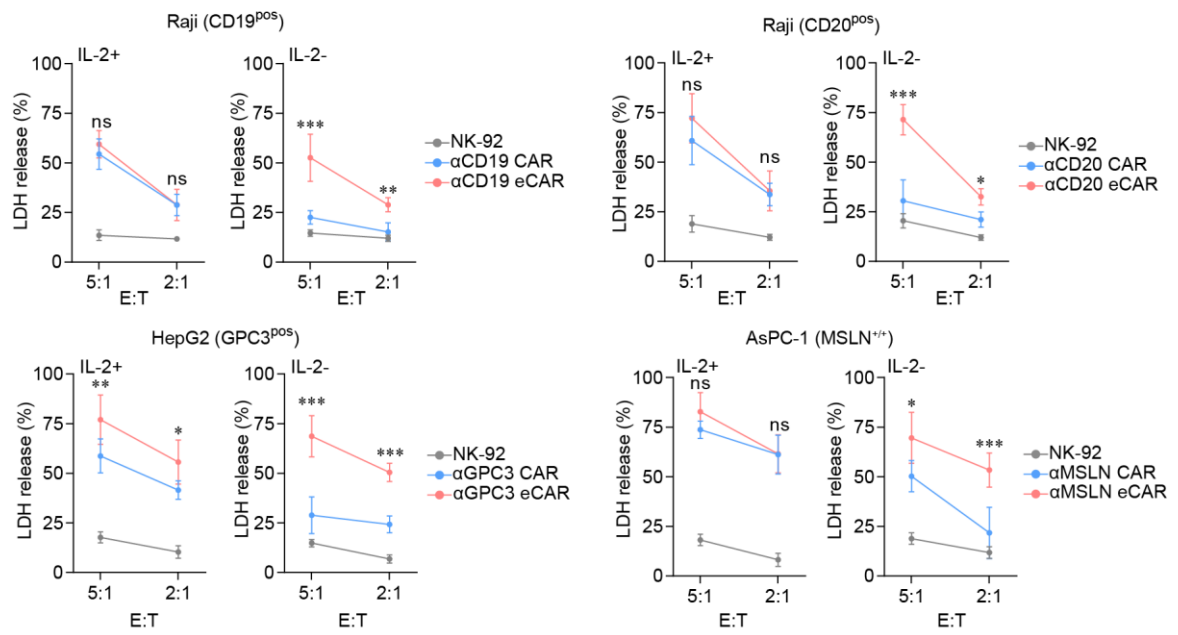 Raji (CD19pos)
IL-2+
100
75
50
25
0
LDH release (%)
ns
ns
5:1
2:1
E:T
IL-2-
100
75
50
25
0
LDH release (%)
***
**
5:1
2:1
E:T
NK-92
αCD19 CAR
αCD19 eCAR
Raji (CD20pos)
IL-2+
100
75
50
25
0
LDH release (%)
ns
ns
5:1
2:1
E:T
IL-2-
100
75
50
25
0
LDH release (%)
***
*
5:1
2:1
E:T
NK-92
αCD20 CAR
αCD20 eCAR
HepG2 (GPC3pos)
IL-2+
100
75
50
25
0
LDH release (%)
**
*
5:1
2:1
E:T
IL-2-
100
75
50
25
0
LDH release (%)
***
***
5:1
2:1
E:T
NK-92
αGPC3 CAR
αGPC3 eCAR
AsPC-1 (MSLN+/+)
IL-2+
100
75
50
25
0
LDH release (%)
ns
ns
5:1
2:1
E:T
IL-2-
100
75
50
25
0
LDH release (%)
*
***
5:1
2:1
E:T
NK-92
αMSLN CAR
αMSLN eCAR